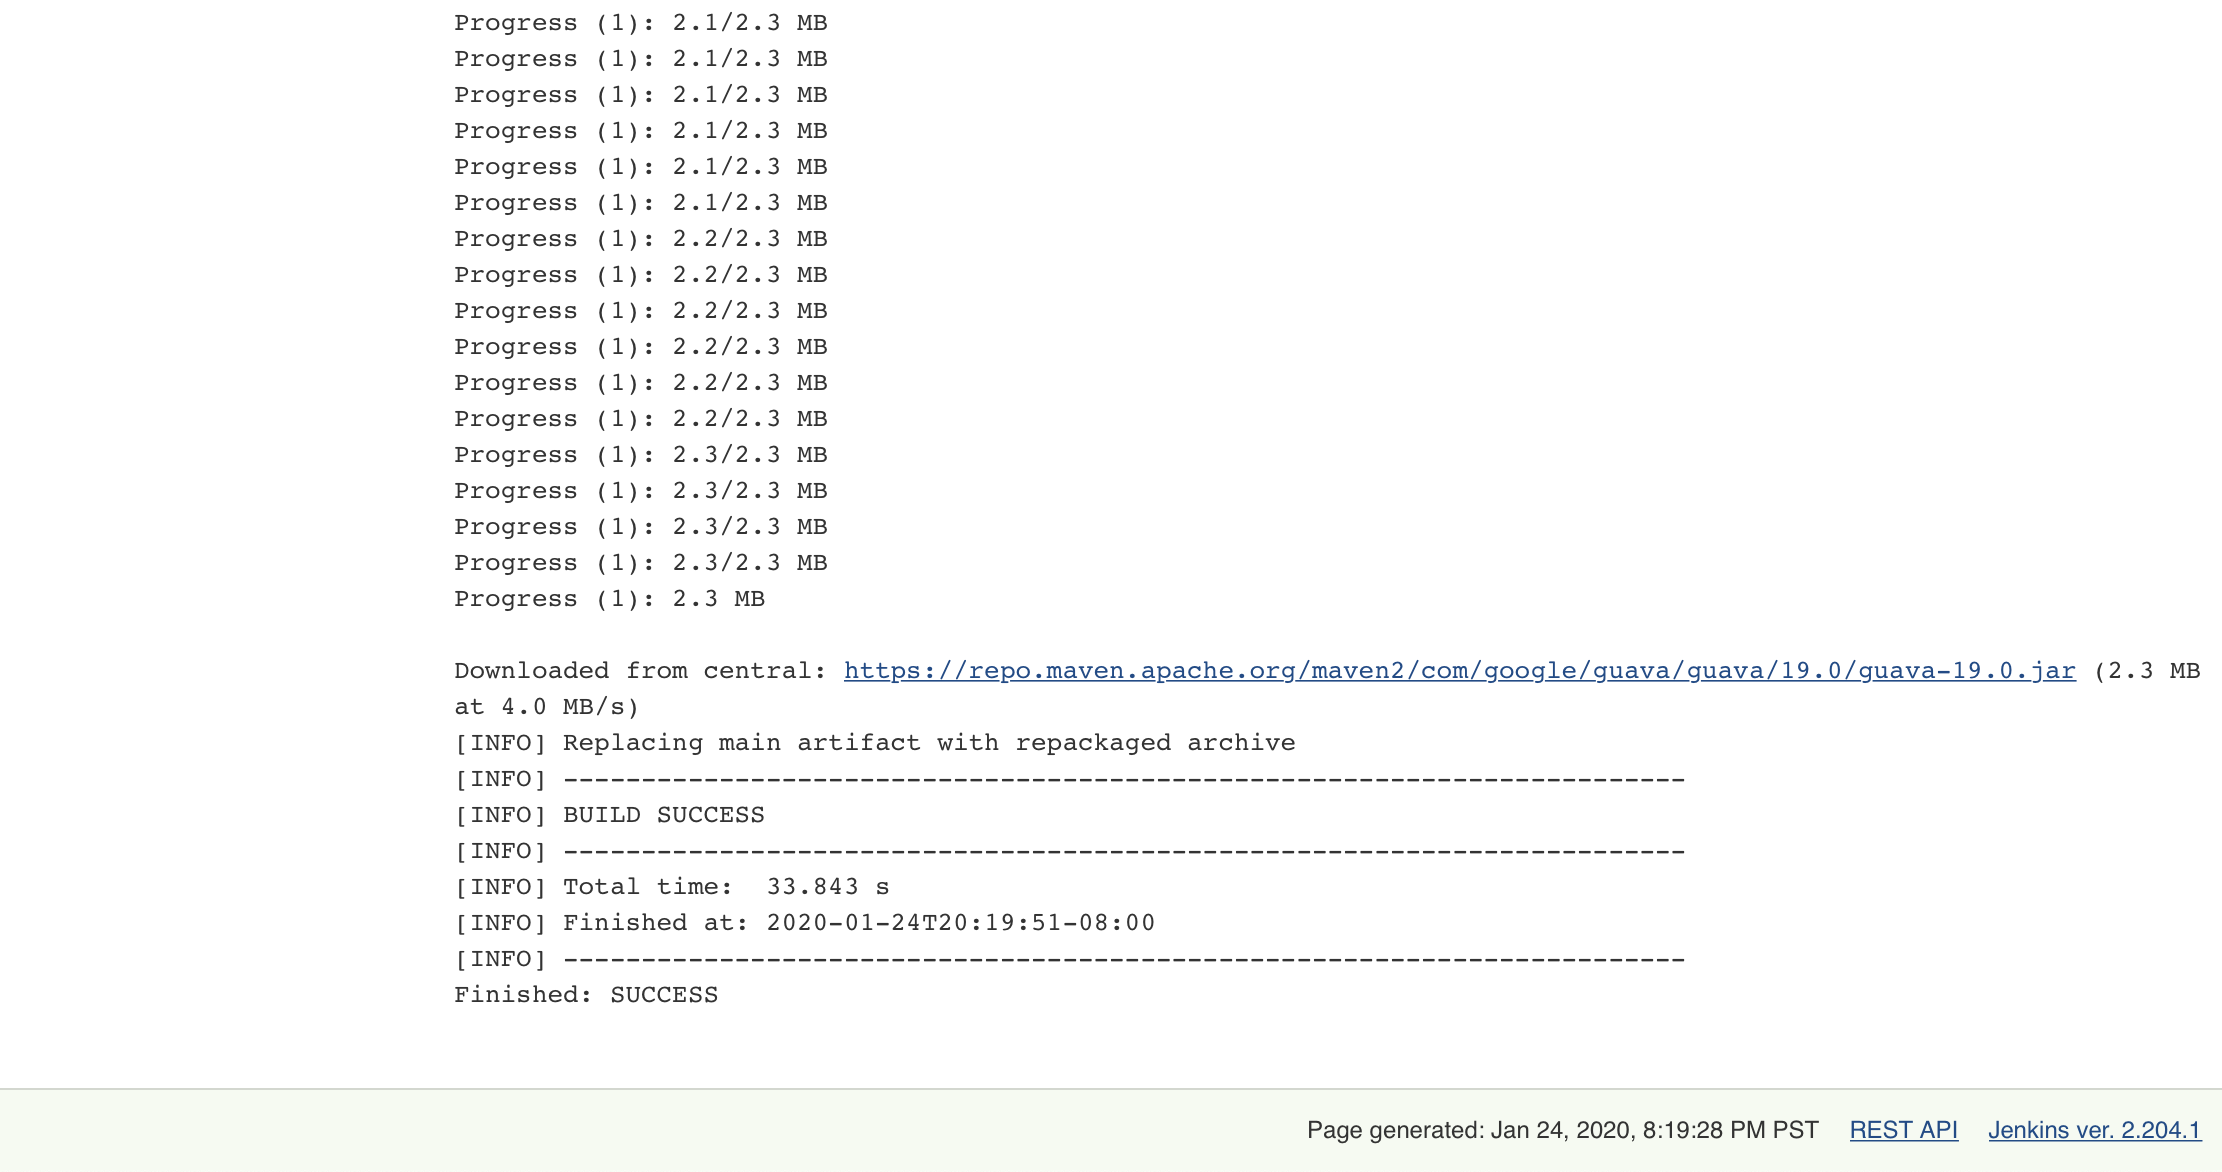 Progress (1): 2.1/2.3 MB
Progress (1): 2.1/2.3 MB
Progress (1): 2.1/2.3 MB
Progress (1): 2.1/2.3 MB
Progress (1): 2.1/2.3 MB
Progress (1): 2.1/2.3 MB
Progress (1): 2.2/2.3 MB
Progress (1): 2.2/2.3 MB
Progress (1): 2.2/2.3 MB
Progress (1): 2.2/2.3 MB
Progress (1): 2.2/2.3 MB
Progress (1): 2.2/2.3 MB
Progress (1): 2.3/2.3 MB
Progress (1): 2.3/2.3 MB
Progress (1): 2.3/2.3 MB
Progress (1): 2.3/2.3 MB
Progress (1): 2.3 MB
Downloaded from central: https://repo.maven.apache.org/maven2/com/google/guava/guava/19.0/guava-19.0.jar (2.3 MB
at 4.0 MB/s)
[INFO] Replacing main artifact with repackaged archive
[INFO] ------------------------------------------------------------------------
[INFO] BUILD SUCCESS
[INFO] ------------------------------------------------------------------------
[INFO] Total time:  33.843 s
[INFO] Finished at: 2020-01-24T20:19:51-08:00
[INFO] ------------------------------------------------------------------------
Finished: SUCCESS
Page generated: Jan 24, 2020, 8:19:28 PM PST REST API Jenkins ver. 2.204.1